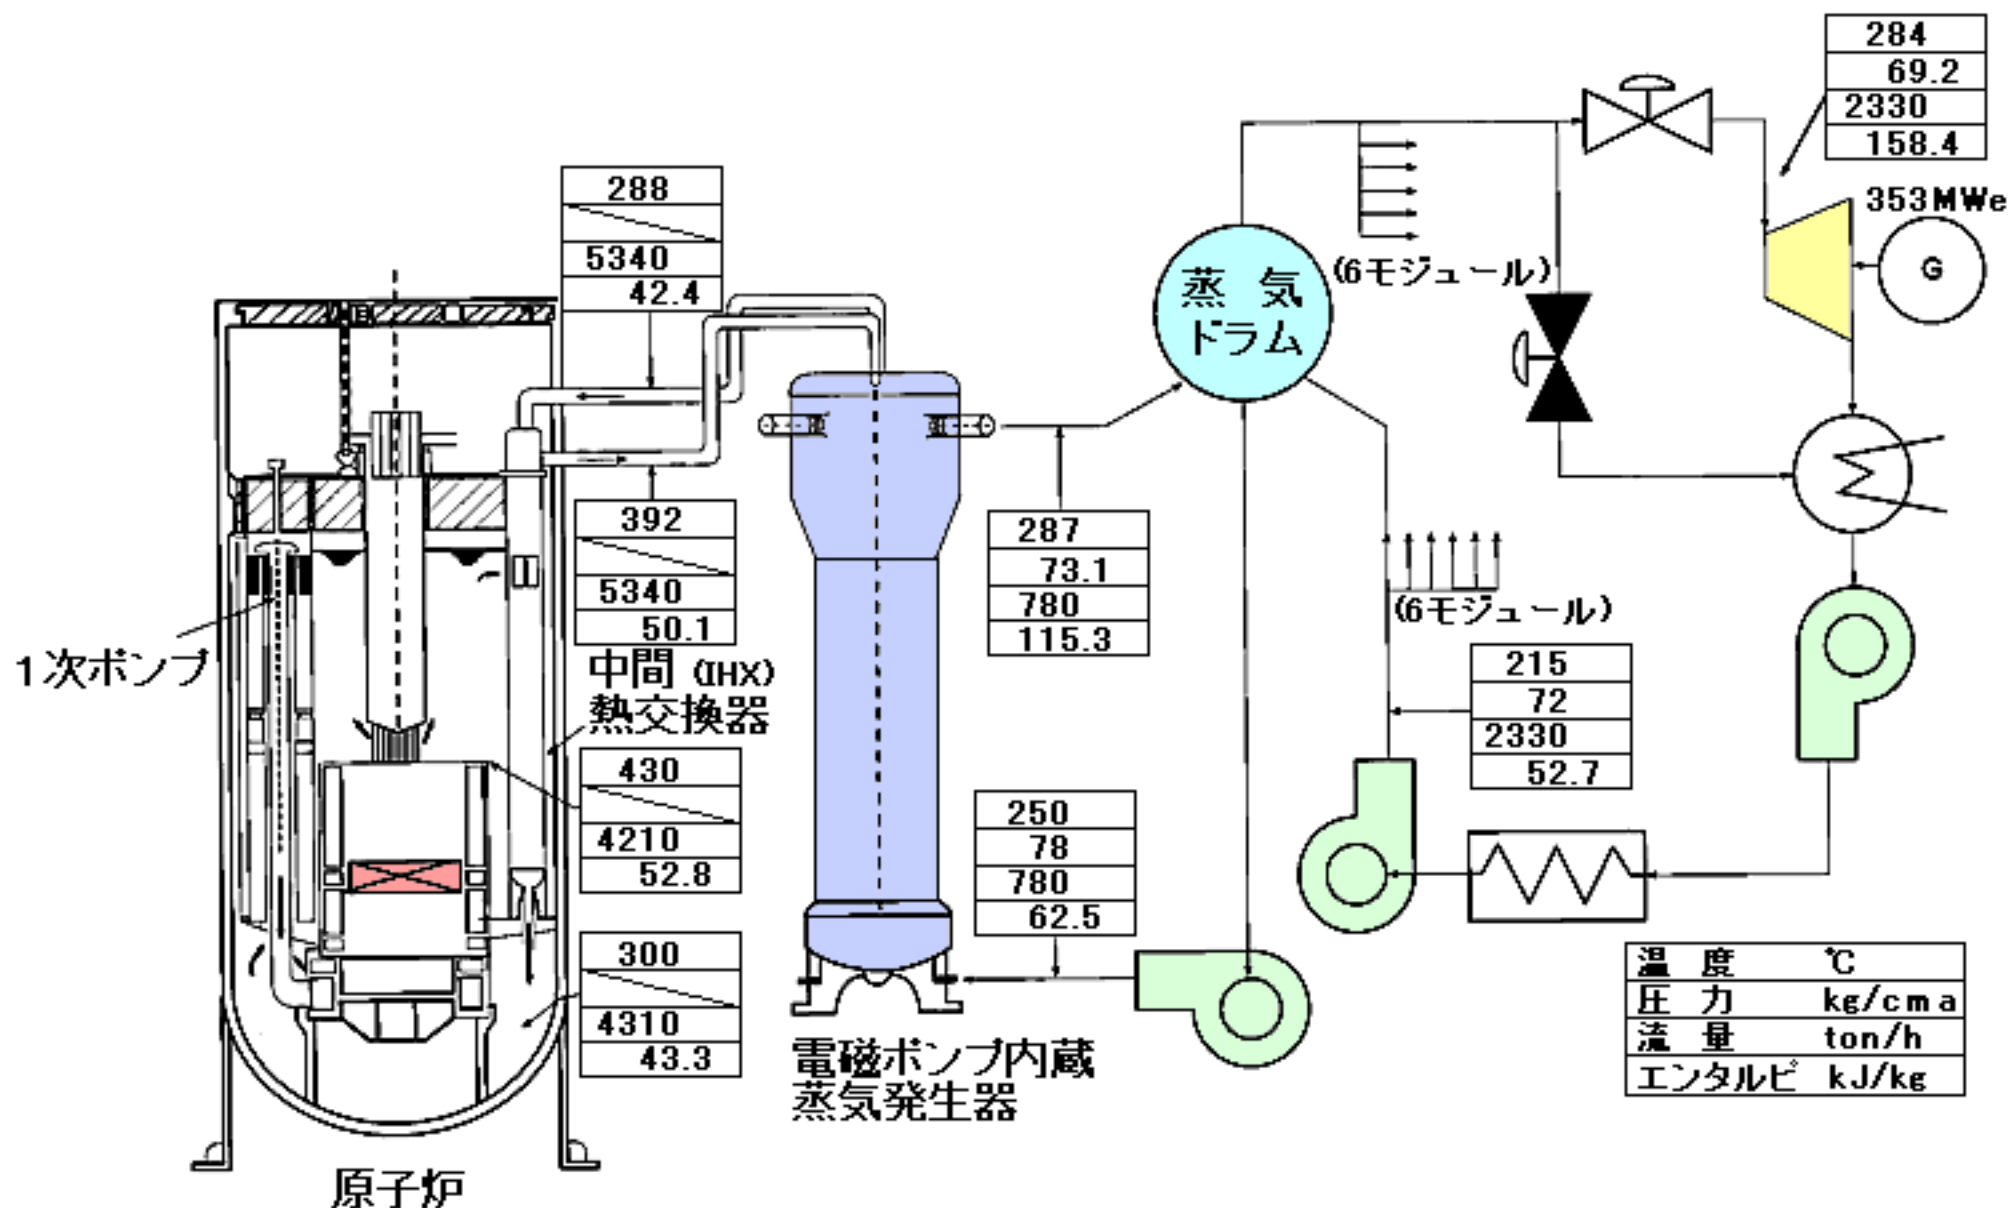 284
69.2
2330
158.4
353MWe
G
288
5340
42.4
蒸気
ドラム
(6モジュール)
392
5340
50.1
287
73.1
780
115.3
(6モジュール)
1次ポンプ
中間(IHX)
熱交換器
215
72
2330
52.7
430
4210
52.8
250
78
780
62.5
300
4310
43.3
温度 ℃
圧力 kg/cma
流量 ton/h
エンタルピ kJ/kg
電磁ポンプ内蔵
蒸気発生器
原子炉